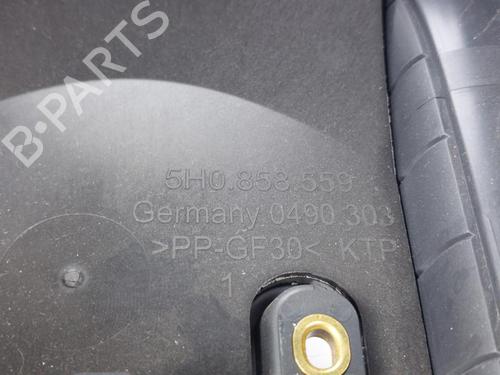 B-PARTS
5H0.858.559
Germany 0490 303
>PP-GF30< KTP
1